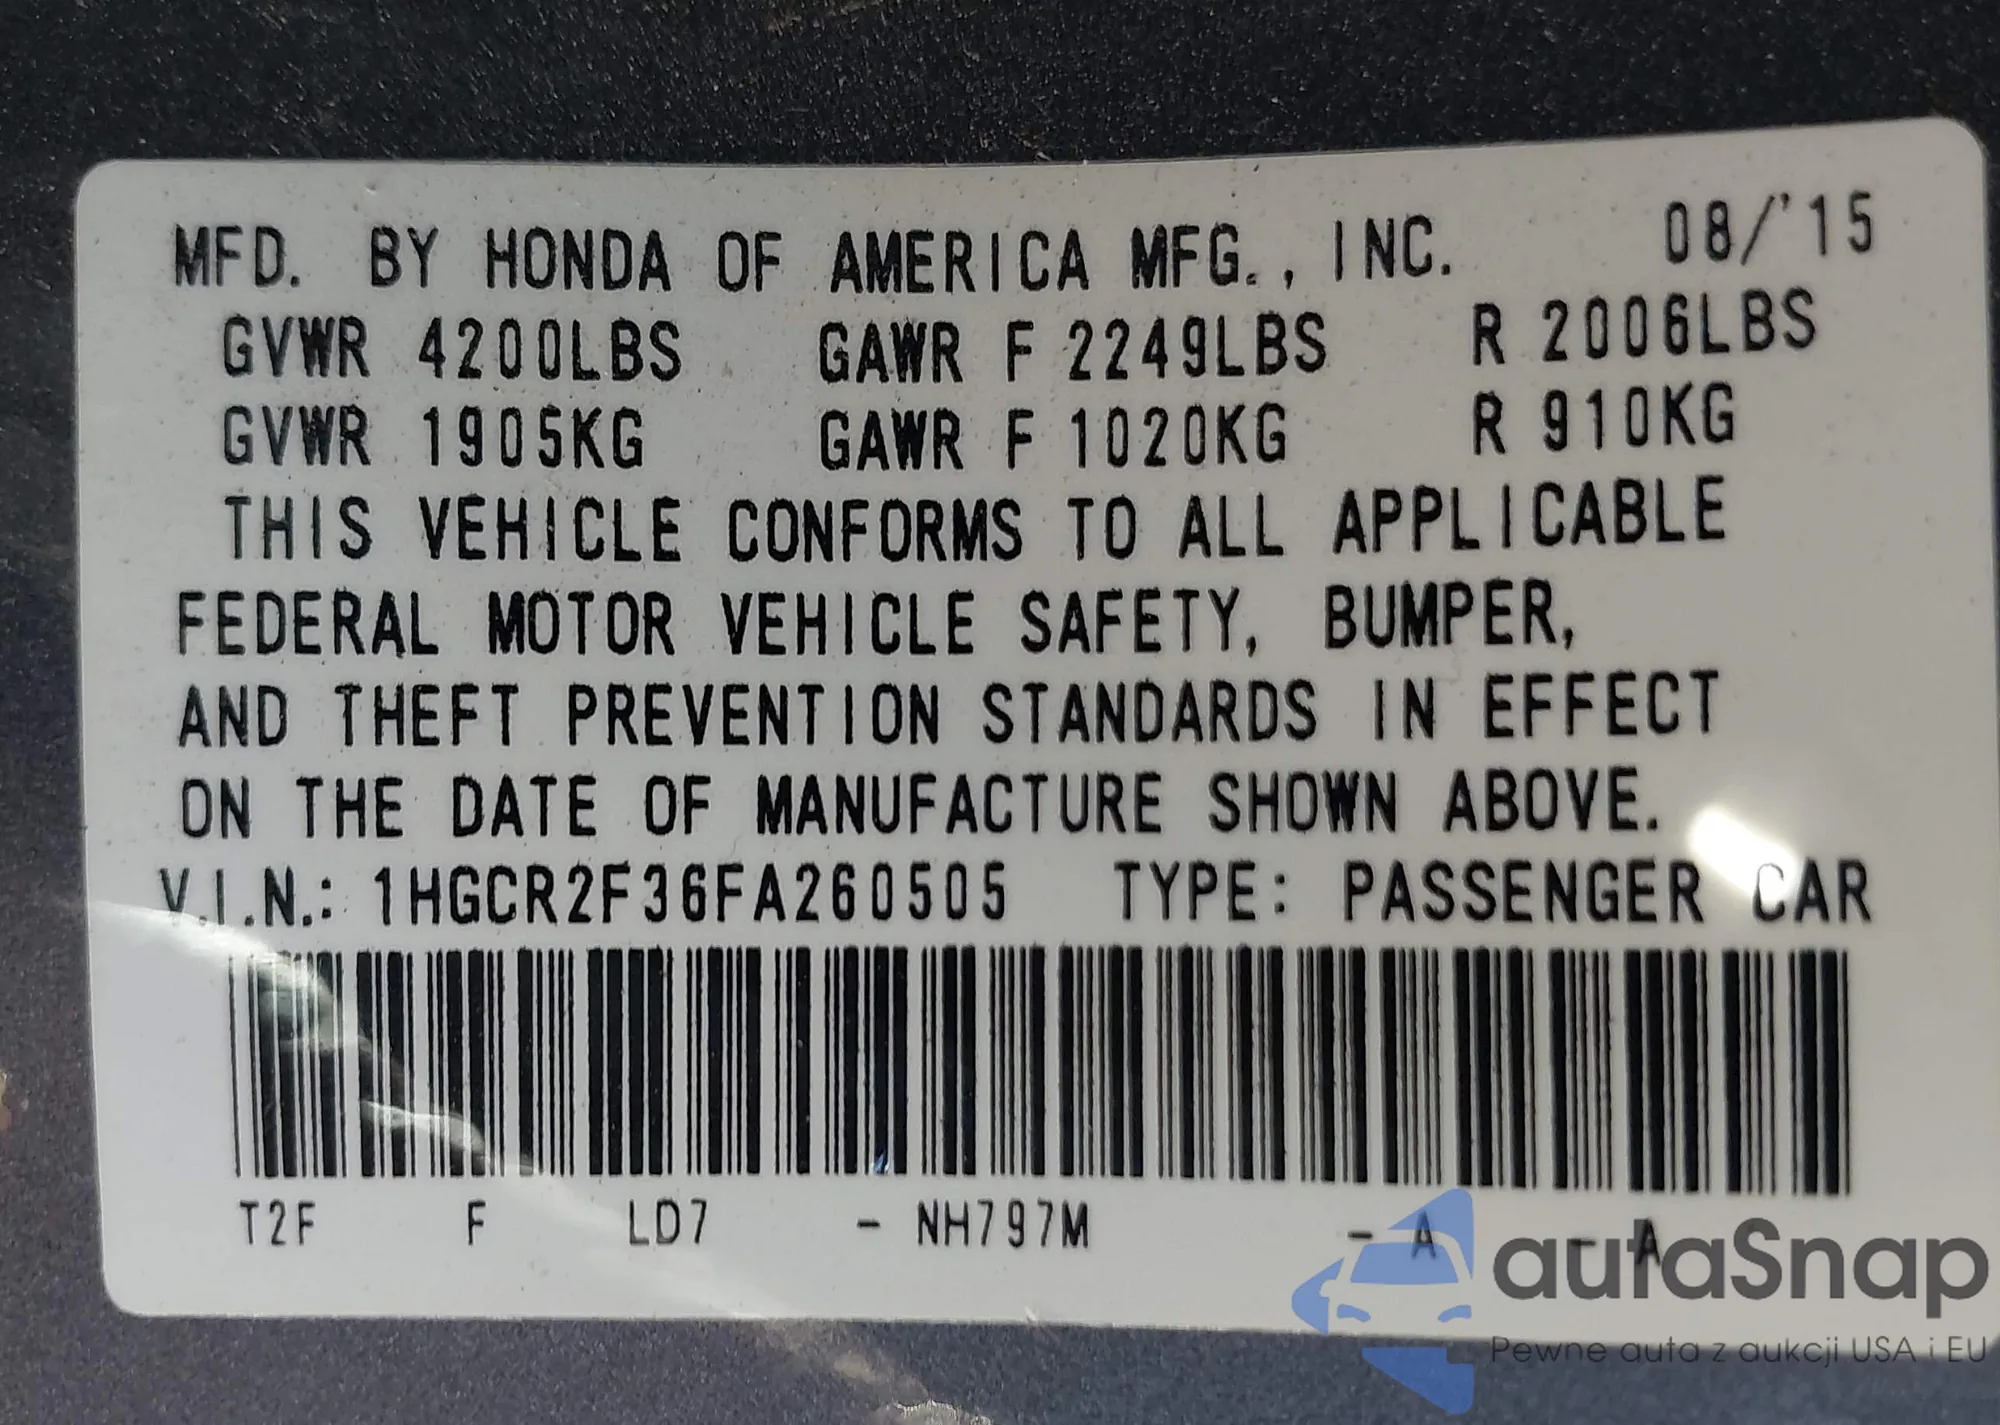 MFD. BY HONDA OF AMERICA MFG., INC. 08/'15
GVWR 4200LBS GAWR F 2249LBS R 2006LBS
GVWR 1905KG GAWR F 1020KG R 910KG
THIS VEHICLE CONFORMS TO ALL APPLICABLE
FEDERAL MOTOR VEHICLE SAFETY, BUMPER,
AND THEFT PREVENTION STANDARDS IN EFFECT
ON THE DATE OF MANUFACTURE SHOWN ABOVE.
V.I.N.: 1HGCR2F36FA260505 TYPE: PASSENGER CAR
T2F F LD7 - NH797M - A - A
autaSnap
Pewne auta z aukcji USA i EU